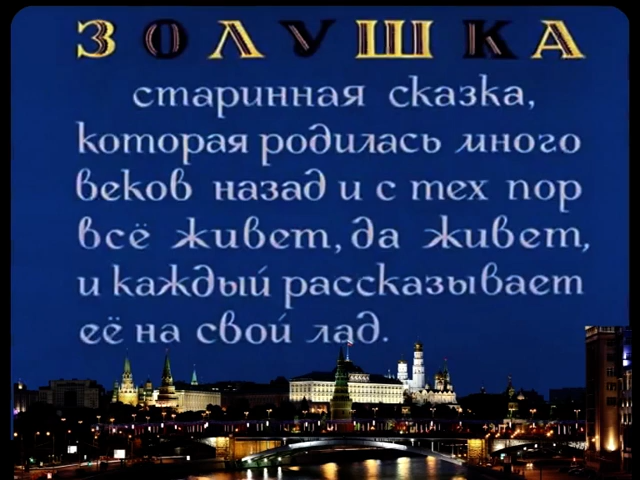 ЗОЛУШКА
старинная сказка,
которая родилась много
веков назад и с тех пор
всё живет, да живет,
и каждый рассказывает
её на свой лад.